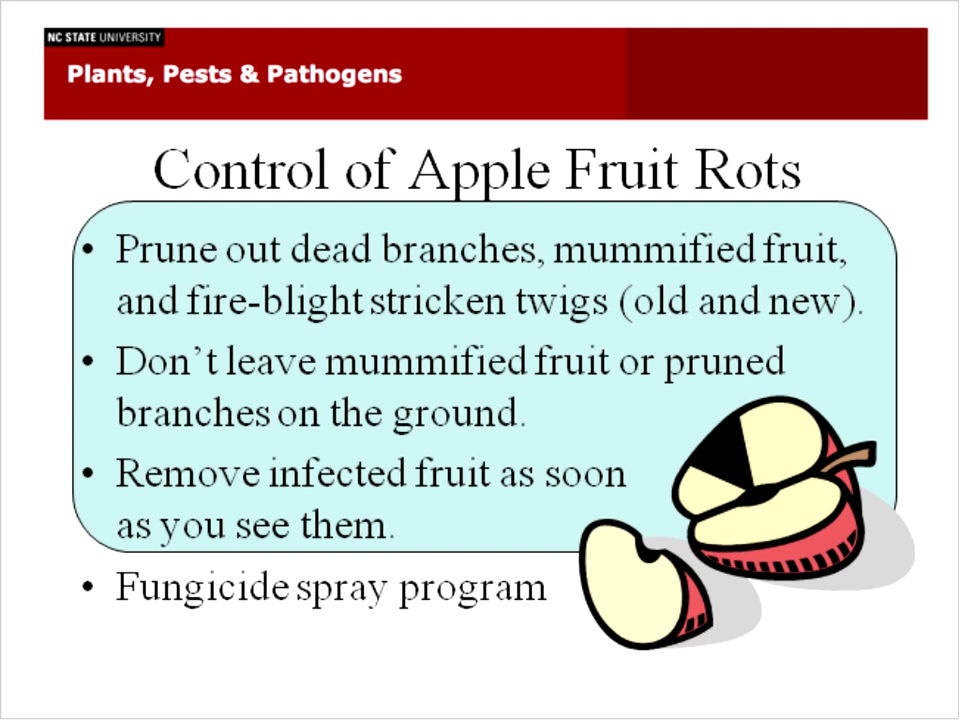 NC STATE UNIVERSITY
Plants, Pests & Pathogens
Control of Apple Fruit Rots
• Prune out dead branches, mummified fruit,
and fire-blight stricken twigs (old and new).
• Don't leave mummified fruit or pruned
branches on the ground.
• Remove infected fruit as soon
as you see them.
• Fungicide spray program